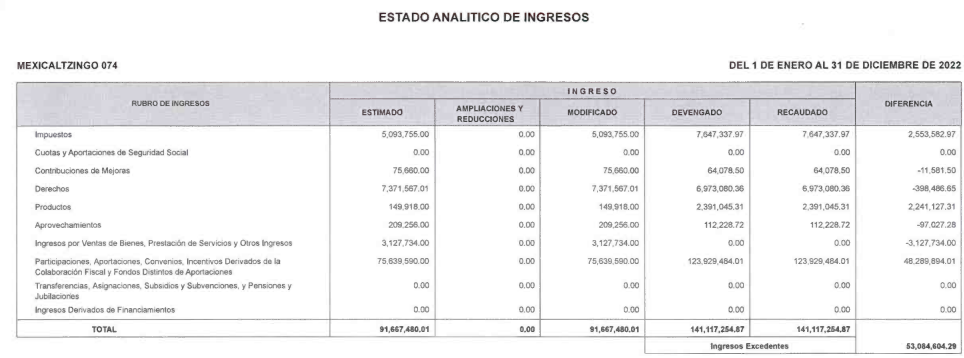 ESTADO ANALITICO DE INGRESOS
MEXICALTZINGO 074 DEL 1 DE ENERO AL 31 DE DICIEMBRE DE 2022
RUBRO DE INGRESOS INGRESO DIFERENCIA
ESTIMADO AMPLIACIONES Y REDUCCIONES MODIFICADO DEVENGADO RECAUDADO
Impuestos 5,093,755.00 0.00 5,093,755.00 7,647,337.97 7,647,337.97 2,553,582.97
Cuotas y Aportaciones de Seguridad Social 0.00 0.00 0.00 0.00 0.00 0.00
Contribuciones de Mejoras 75,660.00 0.00 75,660.00 64,078.50 64,078.50 -11,581.50
Derechos 7,371,567.01 0.00 7,371,567.01 6,973,080.36 6,973,080.36 -398,486.65
Productos 149,918.00 0.00 149,918.00 2,391,045.31 2,391,045.31 2,241,127.31
Aprovechamientos 209,256.00 0.00 209,256.00 112,228.72 112,228.72 -97,027.28
Ingresos por Ventas de Bienes, Prestación de Servicios y Otros Ingresos 3,127,734.00 0.00 3,127,734.00 0.00 0.00 -3,127,734.00
Participaciones, Aportaciones, Convenios, Incentivos Derivados de la 75,639,590.00 0.00 75,639,590.00 123,929,484.01 123,929,484.01 48,289,894.01
Colaboración Fiscal y Fondos Distintos de Aportaciones
Transferencias, Asignaciones, Subsidios y Subvenciones, y Pensiones y 0.00 0.00 0.00 0.00 0.00 0.00
Jubilaciones
Ingresos Derivados de Financiamientos 0.00 0.00 0.00 0.00 0.00 0.00
TOTAL 91,667,480.01 0.00 91,667,480.01 141,117,254.87 141,117,254.87
Ingresos Excedentes 53,084,604.29